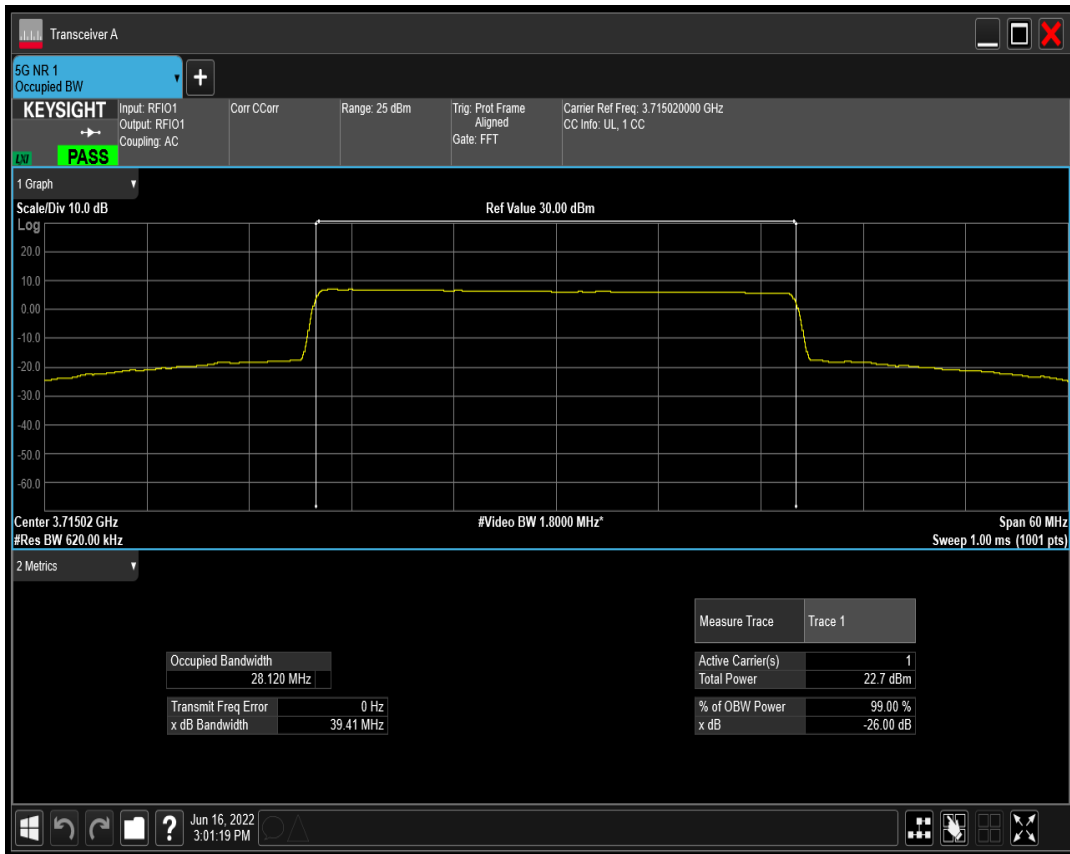 Transceiver A
5G NR 1
Occupied BW
+
KEYSIGHT
LXI
PASS
Input: RFIO1
Output: RFIO1
Coupling: AC
Corr CCorr
Range: 25 dBm
Trig: Prot Frame
Aligned
Gate: FFT
Carrier Ref Freq: 3.715020000 GHz
CC Info: UL, 1 CC
1 Graph
Scale/Div 10.0 dB
Ref Value 30.00 dBm
Log
20.0
10.0
0.00
-10.0
-20.0
-30.0
-40.0
-50.0
-60.0
Center 3.71502 GHz
#Video BW 1.8000 MHz*
Span 60 MHz
#Res BW 620.00 kHz
Sweep 1.00 ms (1001 pts)
2 Metrics
Measure Trace Trace 1
Occupied Bandwidth
28.120 MHz
Active Carrier(s) 1
Total Power 22.7 dBm
Transmit Freq Error 0 Hz
x dB Bandwidth 39.41 MHz
% of OBW Power 99.00 %
x dB -26.00 dB
?
Jun 16, 2022
3:01:19 PM